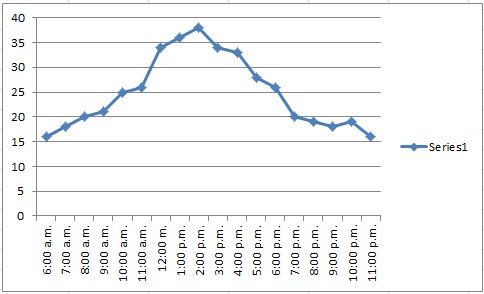 40
35
30
25
20
15
10
5
0
6:00 a.m.
7:00 a.m.
8:00 a.m.
9:00 a.m.
10:00 a.m.
11:00 a.m.
12:00 m.
1:00 p.m.
2:00 p.m.
3:00 p.m.
4:00 p.m.
5:00 p.m.
6:00 p.m.
7:00 p.m.
8:00 p.m.
9:00 p.m.
10:00 p.m.
11:00 p.m.
Series1